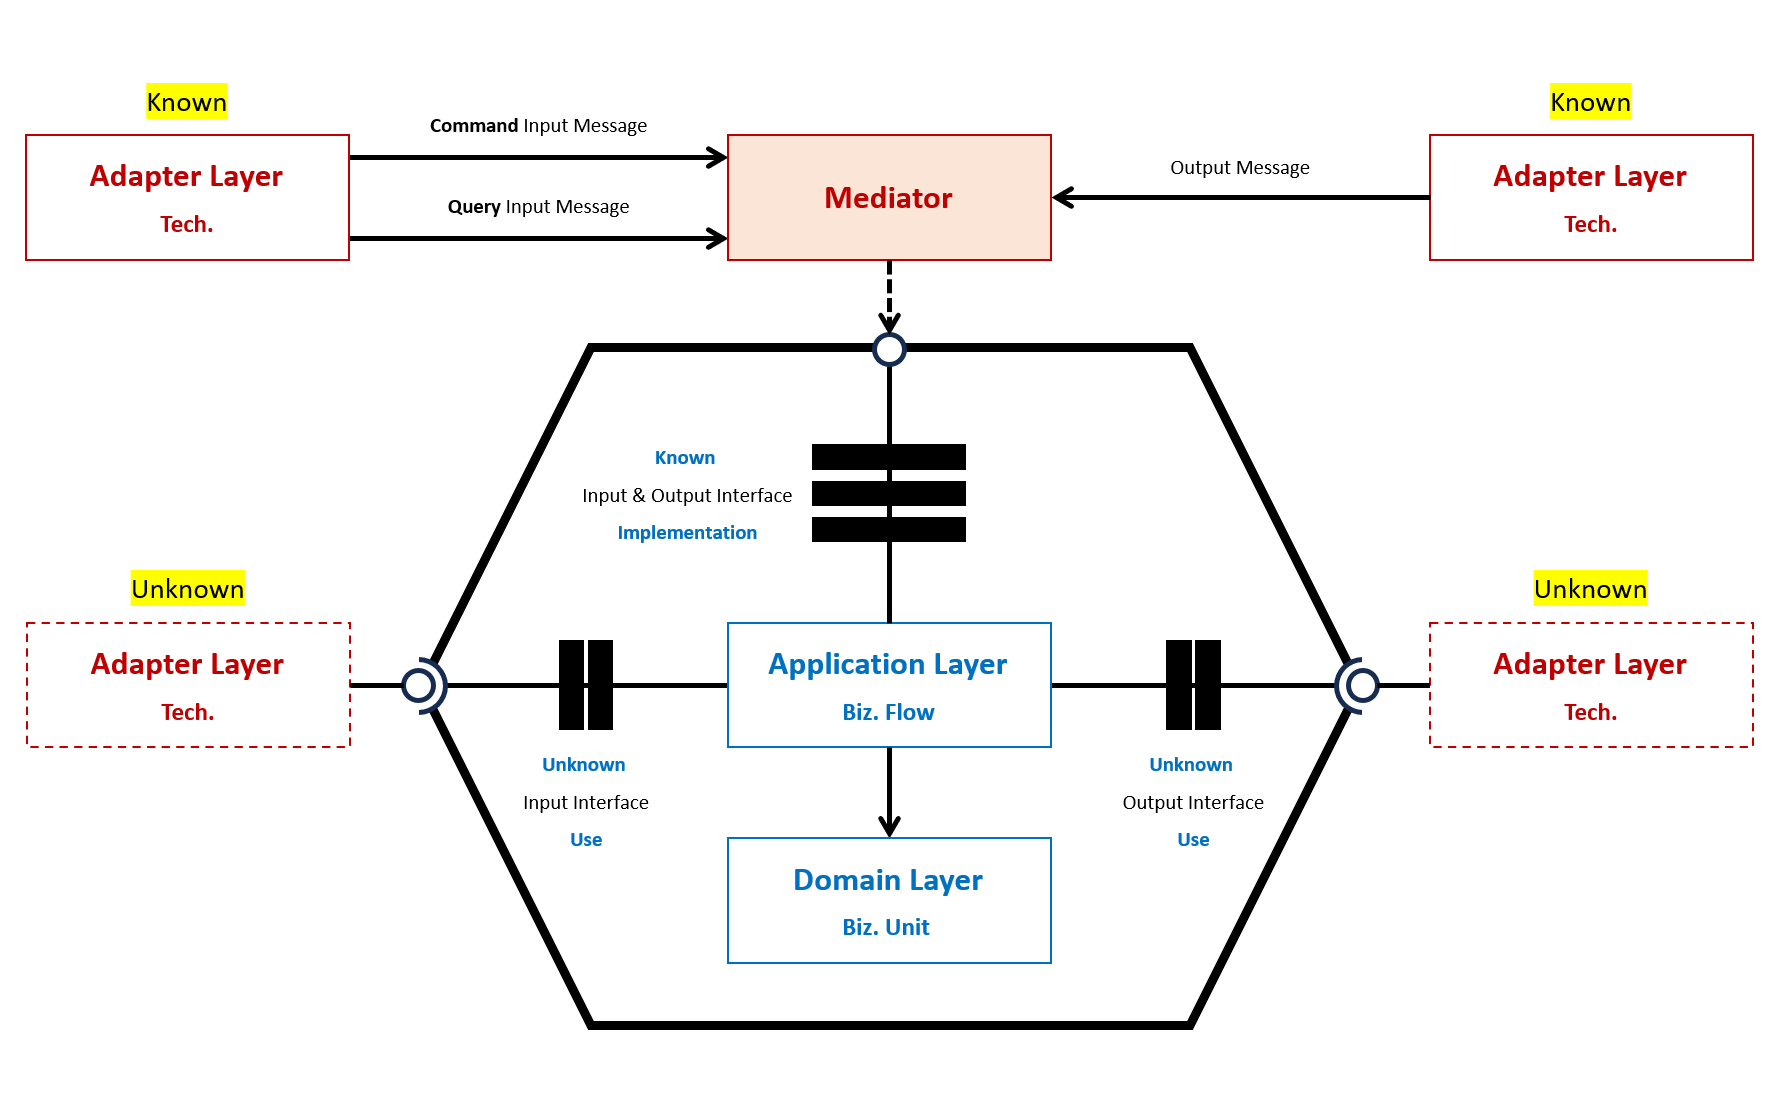 Known
Known
Command Input Message
Adapter Layer
Tech.
Query Input Message
Mediator
Output Message
Adapter Layer
Tech.
Known
Input & Output Interface
Implementation
Unknown
Adapter Layer
Tech.
Application Layer
Biz. Flow
Unknown
Adapter Layer
Tech.
Unknown
Input Interface
Use
Unknown
Output Interface
Use
Domain Layer
Biz. Unit